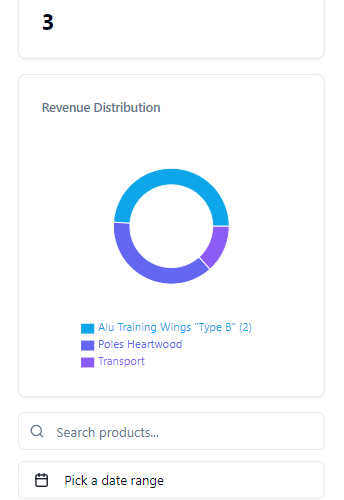 3
Revenue Distribution
Alu Training Wings "Type B" (2)
Poles Heartwood
Transport
Search products...
Pick a date range